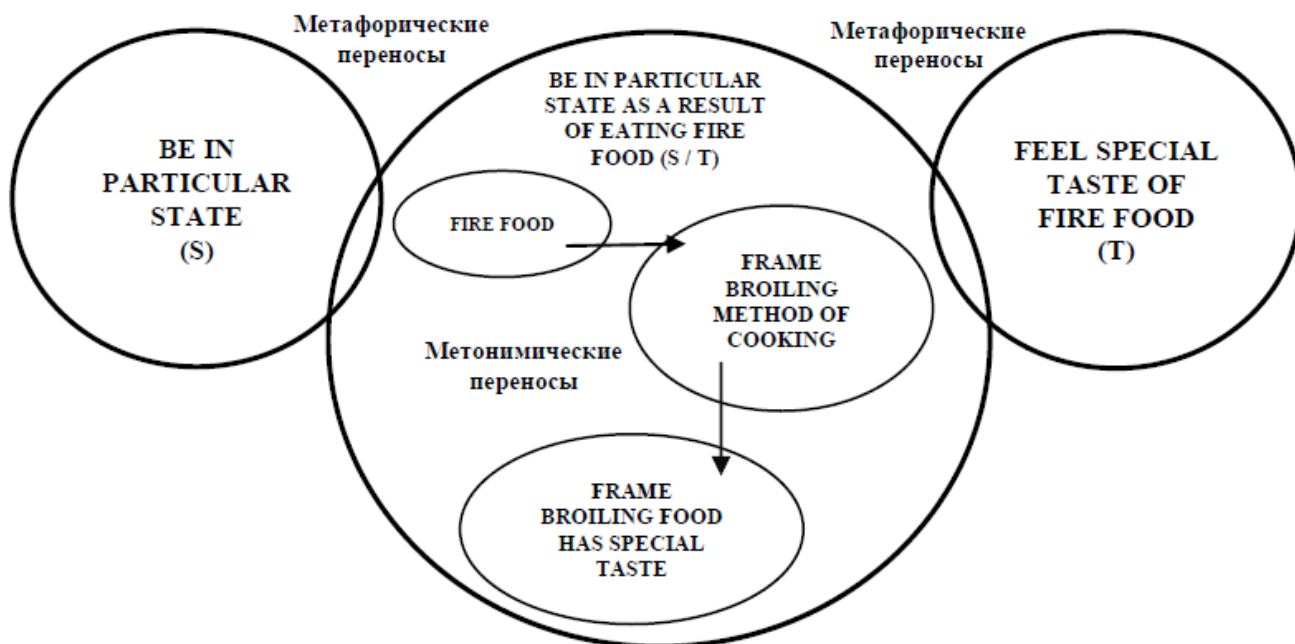 Метафорические
переносы
Метафорические
переносы
BE IN PARTICULAR
STATE AS A RESULT
OF EATING FIRE
FOOD (S / T)
BE IN
PARTICULAR
STATE
(S)
FEEL SPECIAL
TASTE OF
FIRE FOOD
(T)
FIRE FOOD
FRAME
BROILING
METHOD OF
COOKING
Метонимические
переносы
FRAME
BROILING FOOD
HAS SPECIAL
TASTE